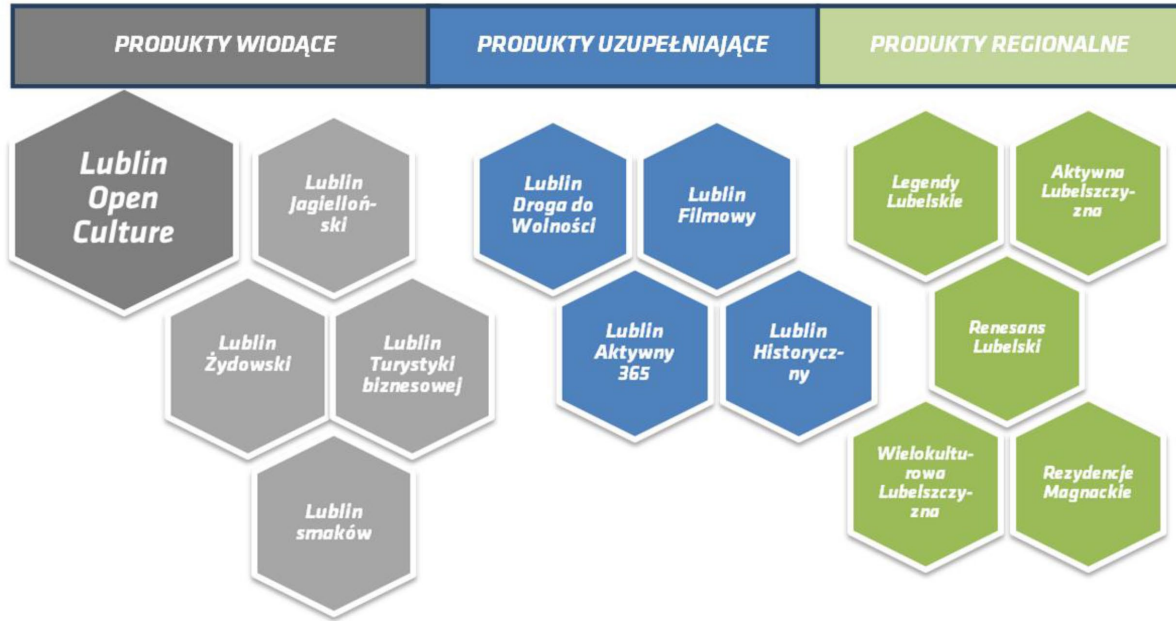 PRODUKTY WIODĄCE
PRODUKTY UZUPEŁNIAJĄCE
PRODUKTY REGIONALNE
Lublin
Open
Culture
Lublin
Jagielloń-
ski
Lublin
Żydowski
Lublin
Turystyki
biznesowej
Lublin
smaków
Lublin
Droga do
Wolności
Lublin
Filmowy
Lublin
Aktywny
365
Lublin
Historycz-
ny
Legendy
Lubelskie
Aktywna
Lubelszczy-
zna
Renesans
Lubelski
Wielokultu-
rowa
Lubelszczy-
zna
Rezydencje
Magnackie